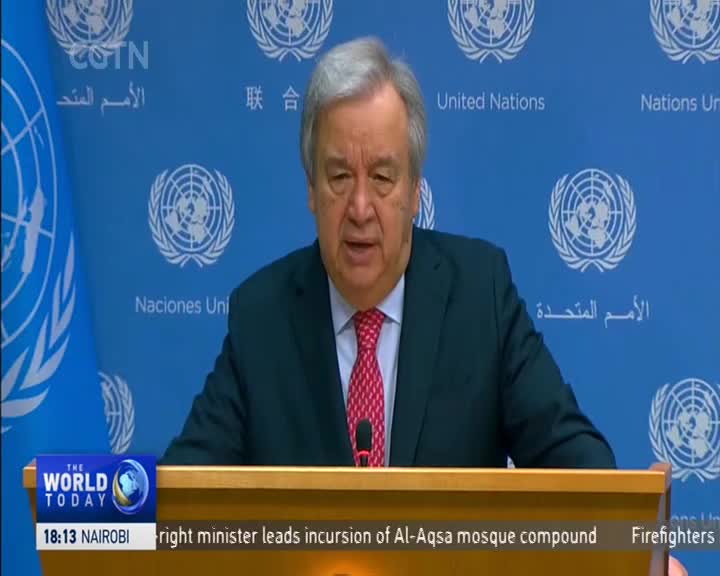 CGTN
الأمم المتحدة
联 合
United Nations
Nations Un
Naciones Uni
الأمم المتحدة
THE
WORLD
TODAY
18:13 NAIROBI
-right minister leads incursion of Al-Aqsa mosque compound Firefighters